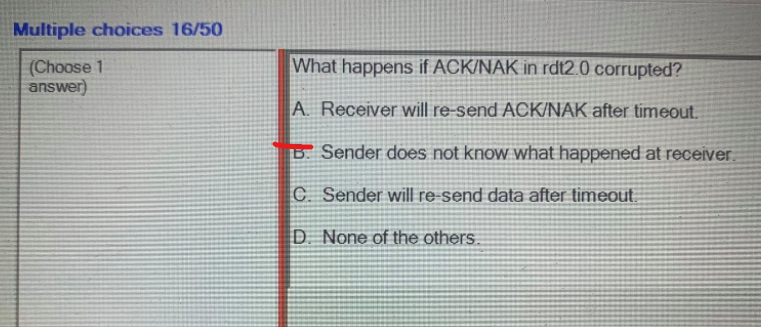 Multiple choices 16/50
(Choose 1
answer)
What happens if ACK/NAK in rdt2.0 corrupted?
A. Receiver will re-send ACK/NAK after timeout.
B. Sender does not know what happened at receiver.
C. Sender will re-send data after timeout.
D. None of the others.